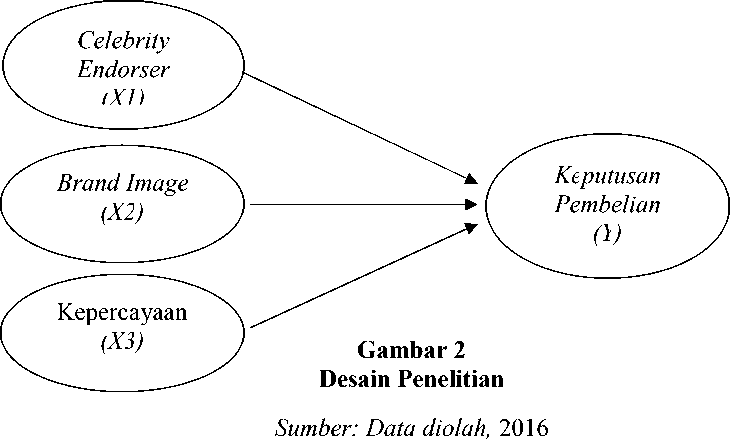 Celebrity
Endorser
(X1)
Brand Image
(X2)
Kepercayaan
(X3)
Keputusan
Pembelian
(Y)
Gambar 2
Desain Penelitian
Sumber: Data diolah, 2016